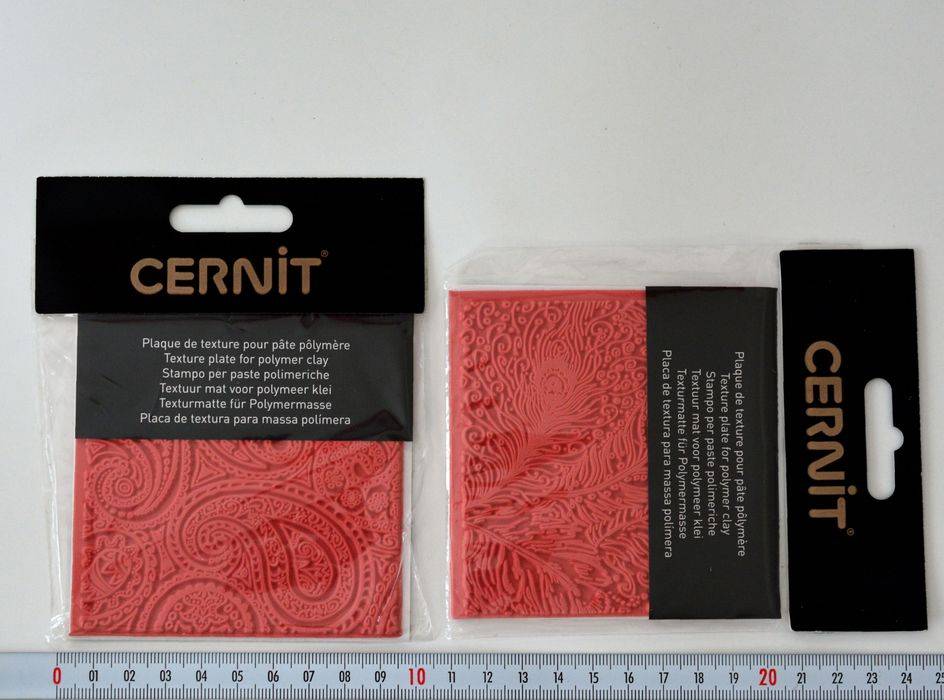 CERNiT®
Plaque de texture pour pâte pôlymère
Texture plate for polymer clay
Stampo per paste polimeriche
Textuur mat voor polymeer klei
Texturmatte für Polymermasse
Placa de textura para massa polímera
CERNiT®
Plaque de texture pour pâte pôlymère
Texture plate for polymer clay
Stampo per paste polimeriche
Textuur mat voor polymeer klei
Texturmatte für Polymermasse
Placa de textura para massa polímera
0 01 02 03 04 05 06 07 08 09 10 11 12 13 14 15 16 17 18 19 20 21 22 23 24